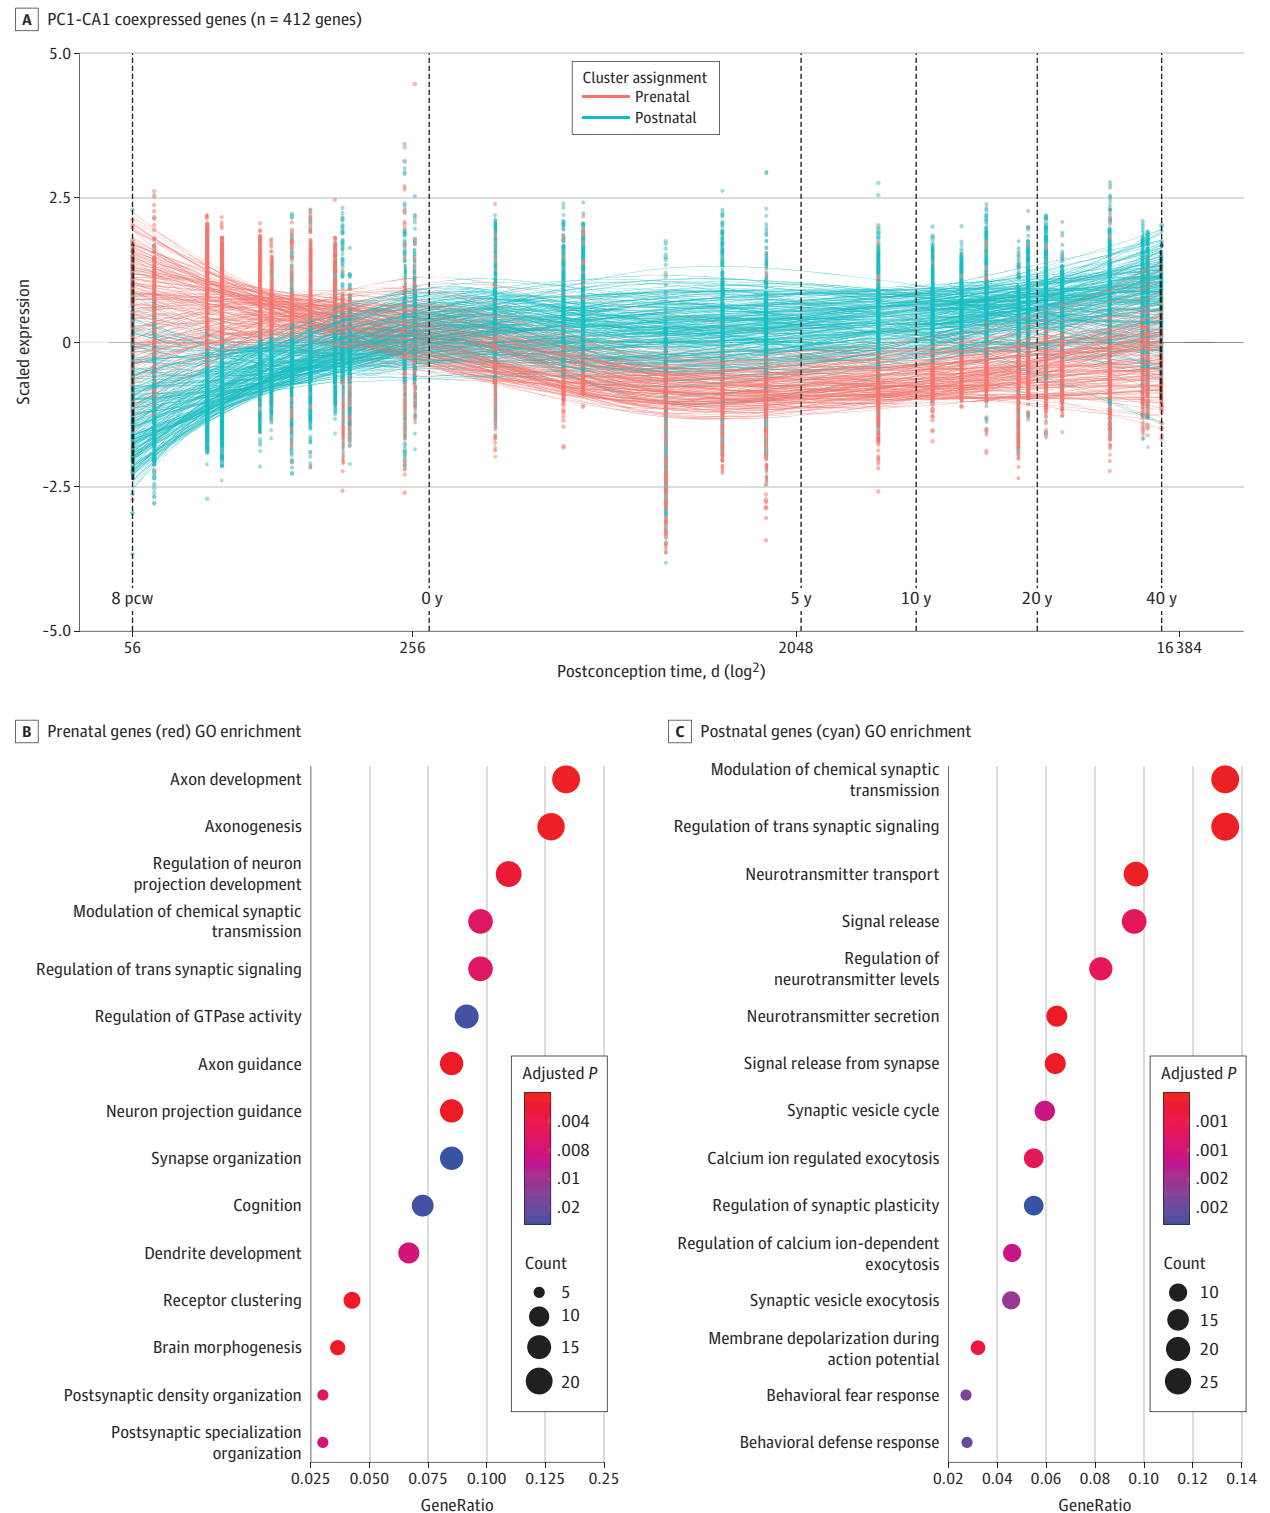 A PC1-CA1 coexpressed genes (n = 412 genes)
5.0
2.5
0
-2.5
-5.0
Scaled expression
Cluster assignment
Prenatal
Postnatal
8 pcw
0 y
5 y
10 y
20 y
40 y
56
256
2048
16 384
Postconception time, d (log2)
B Prenatal genes (red) GO enrichment
Axon development
Axonogenesis
Regulation of neuron
projection development
Modulation of chemical synaptic
transmission
Regulation of trans synaptic signaling
Regulation of GTPase activity
Axon guidance
Neuron projection guidance
Synapse organization
Cognition
Dendrite development
Receptor clustering
Brain morphogenesis
Postsynaptic density organization
Postsynaptic specialization
organization
0.025
0.050
0.075
0.100
0.125
0.25
GeneRatio
Adjusted P
.004
.008
.01
.02
Count
5
10
15
20
C Postnatal genes (cyan) GO enrichment
Modulation of chemical synaptic
transmission
Regulation of trans synaptic signaling
Neurotransmitter transport
Signal release
Regulation of
neurotransmitter levels
Neurotransmitter secretion
Signal release from synapse
Synaptic vesicle cycle
Calcium ion regulated exocytosis
Regulation of synaptic plasticity
Regulation of calcium ion-dependent
exocytosis
Synaptic vesicle exocytosis
Membrane depolarization during
action potential
Behavioral fear response
Behavioral defense response
0.02
0.04
0.06
0.08
0.10
0.12
0.14
GeneRatio
Adjusted P
.001
.001
.002
.002
Count
10
15
20
25